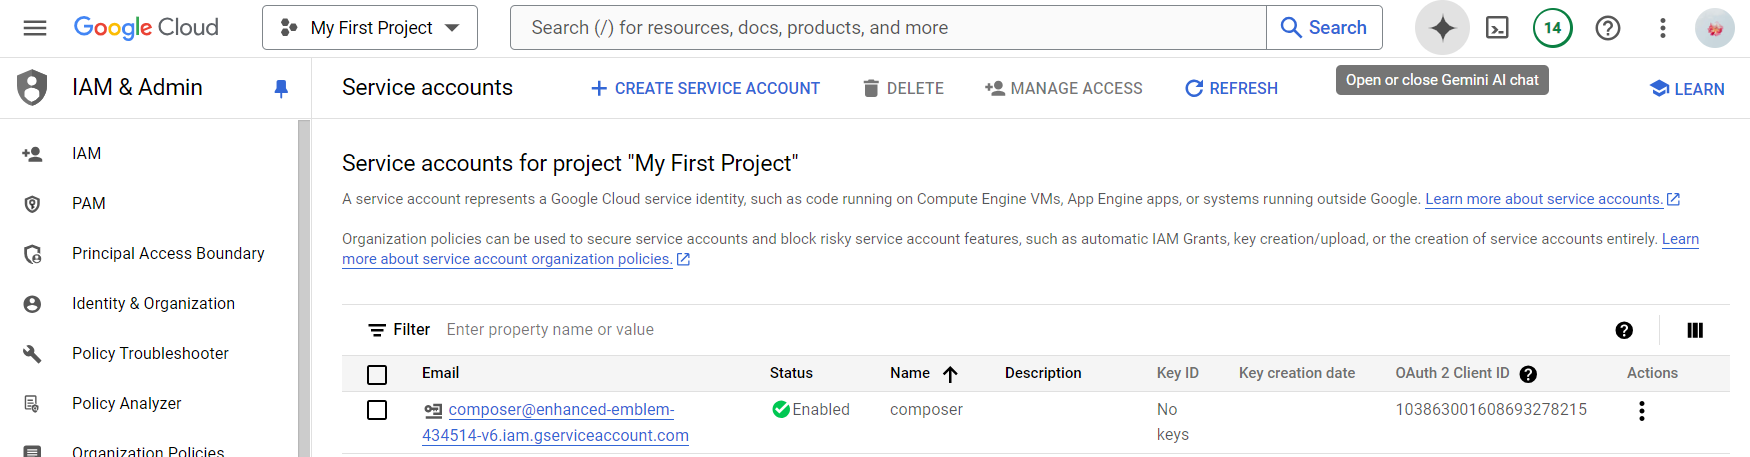 Google Cloud
My First Project
Search (/) for resources, docs, products, and more
Search
14
Open or close Gemini AI chat
IAM & Admin
IAM
PAM
Principal Access Boundary
Identity & Organization
Policy Troubleshooter
Policy Analyzer
Organization Policies
Service accounts
CREATE SERVICE ACCOUNT
DELETE
MANAGE ACCESS
REFRESH
LEARN
Service accounts for project "My First Project"
A service account represents a Google Cloud service identity, such as code running on Compute Engine VMs, App Engine apps, or systems running outside Google. Learn more about service accounts.
Organization policies can be used to secure service accounts and block risky service account features, such as automatic IAM Grants, key creation/upload, or the creation of service accounts entirely. Learn
more about service account organization policies.
Filter Enter property name or value
Email Status Name Description Key ID Key creation date OAuth 2 Client ID Actions
composer@enhanced-emblem- Enabled composer No 103863001608693278215
434514-v6.iam.gserviceaccount.com keys